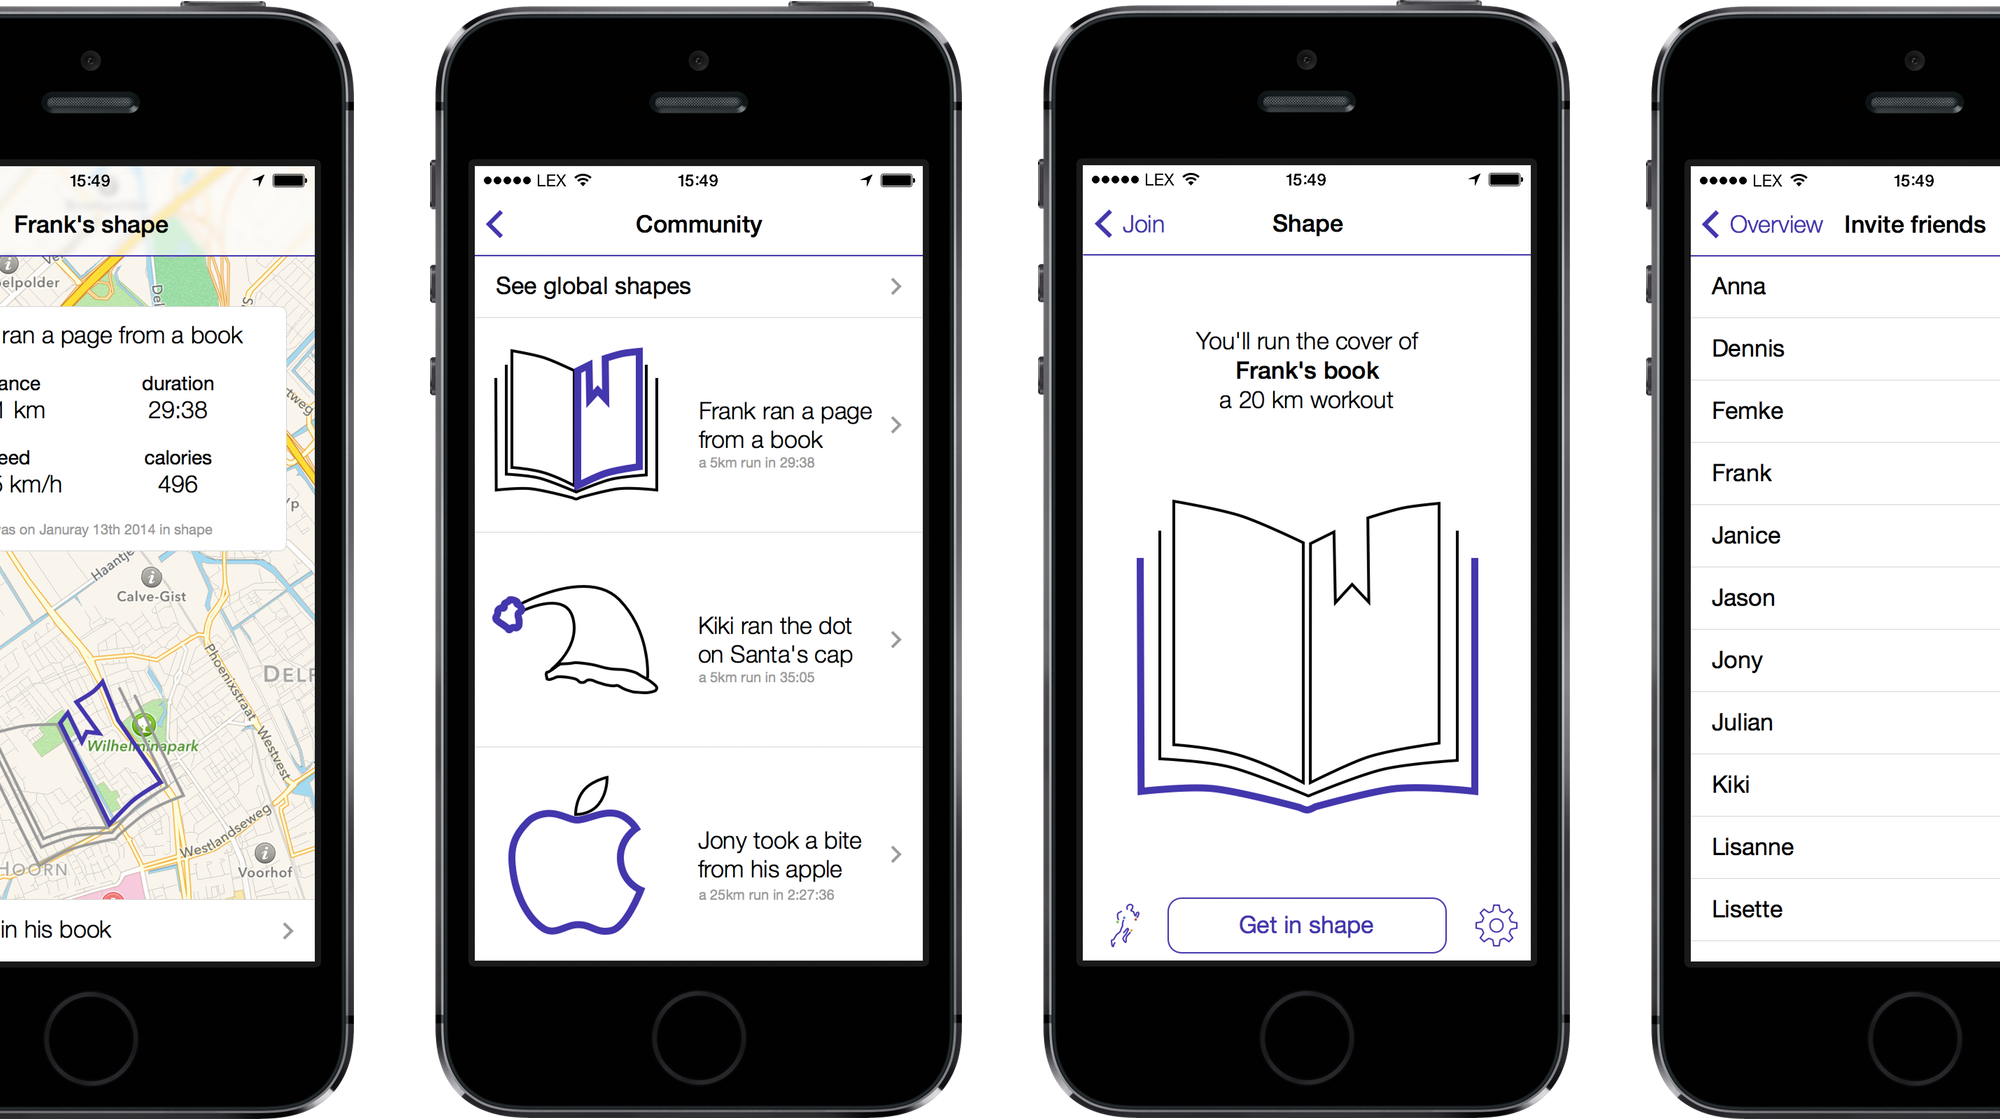 15:49
Frank's shape
elpolder
ran a page from a book
ance
duration
1 km
29:38
eed
calories
5 km/h
496
as on Januray 13th 2014 in shape
Haantje
Calve-Gist
Phoenixstraat
DELF
Wilhelminapark
Westvest
Westlandseweg
HOORN
Voorhof
in his book
LEX
15:49
Community
See global shapes
Frank ran a page
from a book
a 5km run in 29:38
Kiki ran the dot
on Santa's cap
a 5km run in 35:05
Jony took a bite
from his apple
a 25km run in 2:27:36
LEX
15:49
Join
Shape
You'll run the cover of
Frank's book
a 20 km workout
Get in shape
LEX
15:49
Overview
Invite friends
Anna
Dennis
Femke
Frank
Janice
Jason
Jony
Julian
Kiki
Lisanne
Lisette